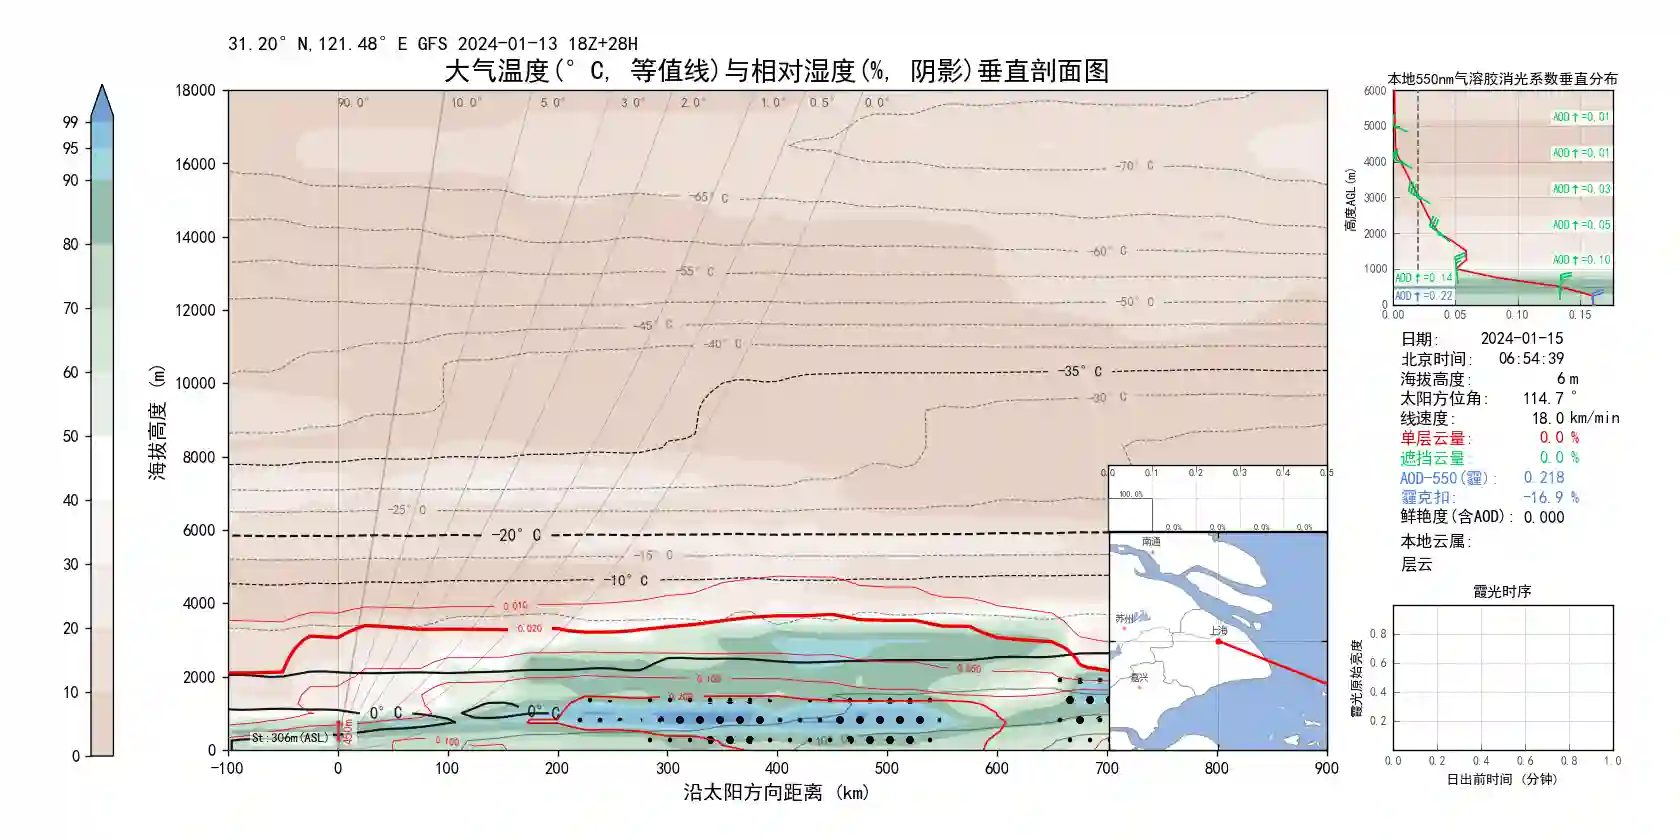 31.20° N,121.48° E GFS 2024-01-13 18Z+28H
大气温度(° C, 等值线)与相对湿度(%, 阴影)垂直剖面图
99
95
90
80
70
60
50
40
30
20
10
0
海拔高度 (m)
18000
16000
14000
12000
10000
8000
6000
4000
2000
0
90.0° 10.0° 5.0° 3.0° 2.0° 1.0° 0.5° 0.0°
-70° C
-65° C
-60° C
-55° C
-50° C
-45° C
-40° C
-35° C
-30° C
-25° C
-20° C
-15° C
-10° C
0.010
0.020
0.050
0.100
0.200
0° C
0° C
St:306m(ASL)
0.100
-100 0 100 200 300 400 500 600 700 800 900
沿太阳方向距离 (km)
0.0 0.1 0.2 0.3 0.4 0.5
100.0%
0.0% 0.0% 0.0% 0.0%
南通
苏州
上海
嘉兴
本地550nm气溶胶消光系数垂直分布
高度AGL(m)
6000
5000
4000
3000
2000
1000
0
AOD↑=0.01
AOD↑=0.01
AOD↑=0.03
AOD↑=0.05
AOD↑=0.10
AOD↑=0.14
AOD↑=0.22
0.00 0.05 0.10 0.15
日期: 2024-01-15
北京时间: 06:54:39
海拔高度: 6 m
太阳方位角: 114.7 °
线速度: 18.0 km/min
单层云量: 0.0 %
遮挡云量: 0.0 %
AOD-550(霾): 0.218
霾克扣: -16.9 %
鲜艳度(含AOD): 0.000
本地云属:
层云
霞光时序
霞光原始亮度
0.8
0.6
0.4
0.2
0.0 0.2 0.4 0.6 0.8 1.0
日出前时间 (分钟)